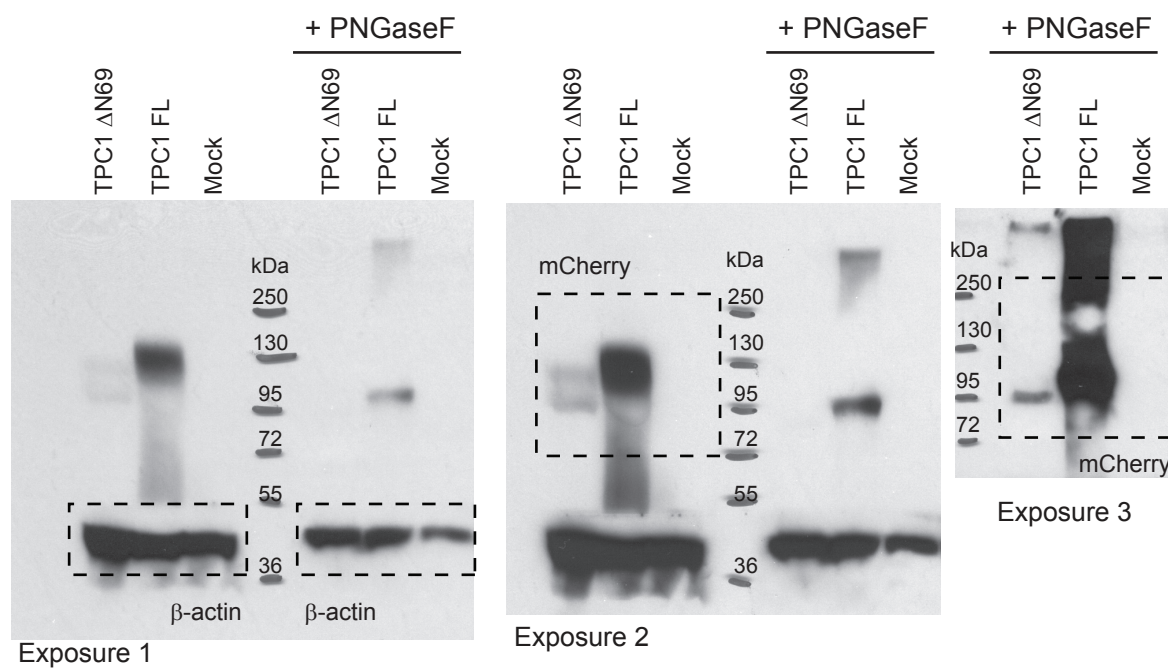 + PNGaseF
TPC1 ΔN69
TPC1 FL
Mock
TPC1 ΔN69
TPC1 FL
Mock
kDa
250
130
95
72
55
36
β-actin
β-actin
Exposure 1
+ PNGaseF
TPC1 ΔN69
TPC1 FL
Mock
TPC1 ΔN69
TPC1 FL
Mock
mCherry
kDa
250
130
95
72
55
36
Exposure 2
+ PNGaseF
TPC1 ΔN69
TPC1 FL
Mock
kDa
250
130
95
72
mCherry
Exposure 3